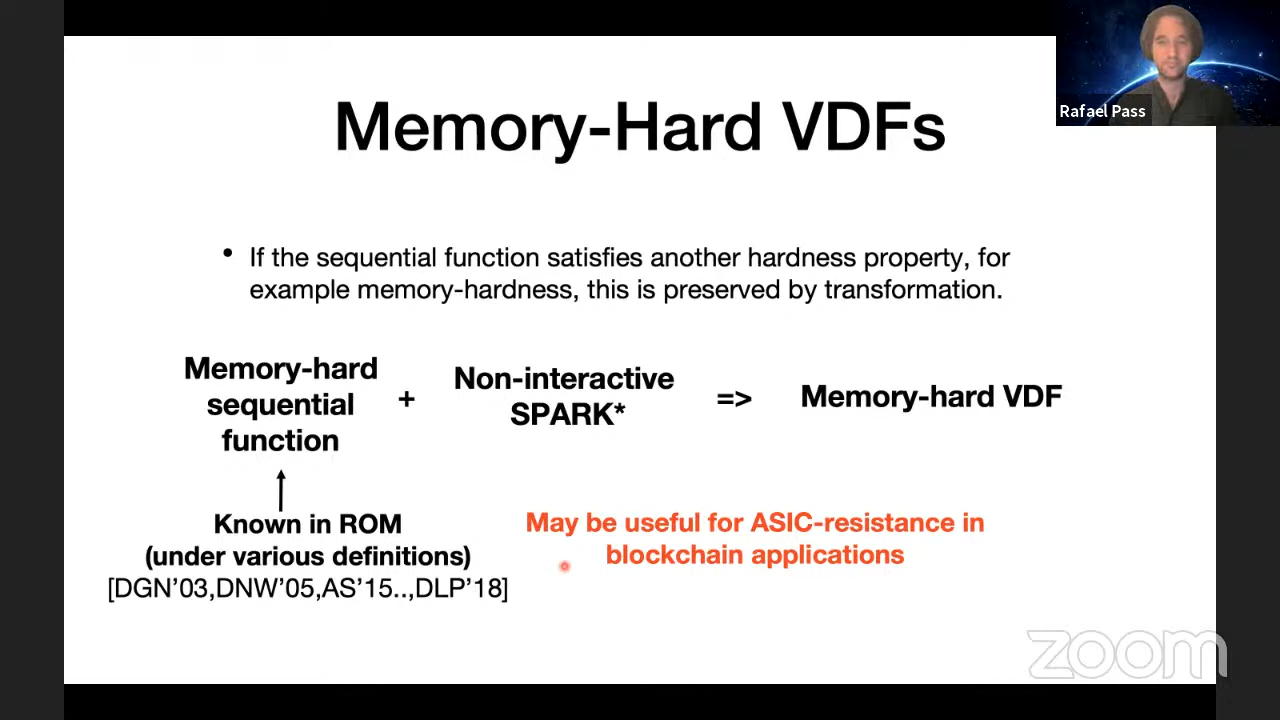 Rafael Pass
Memory-Hard VDFs
• If the sequential function satisfies another hardness property, for
example memory-hardness, this is preserved by transformation.
Memory-hard
sequential
function
+
Non-interactive
SPARK*
=>
Memory-hard VDF
Known in ROM
(under various definitions)
[DGN'03,DNW'05,AS'15..,DLP'18]
May be useful for ASIC-resistance in
blockchain applications
zoom